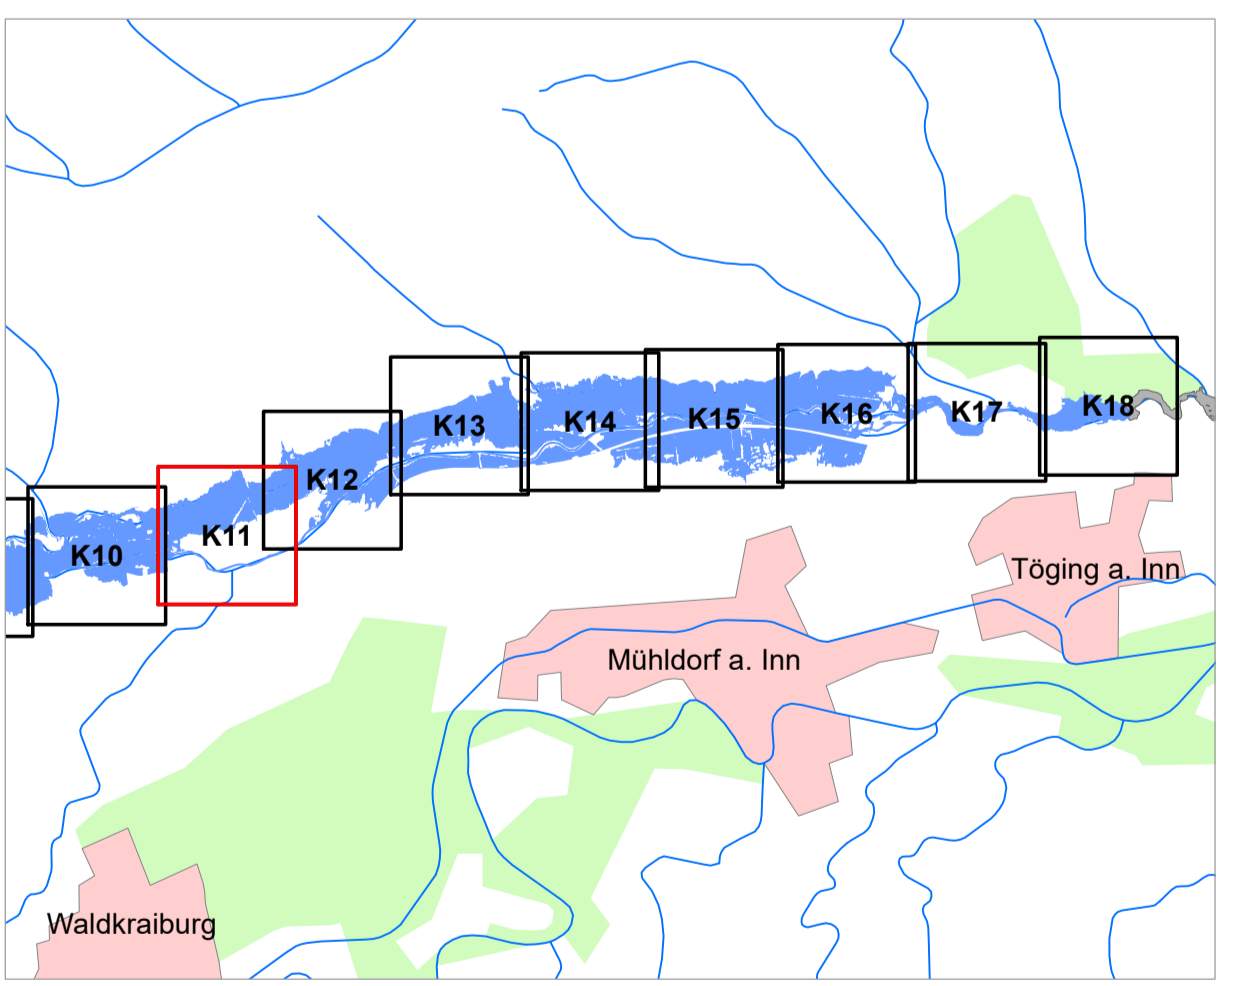 K10
K11
K12
K13
K14
K15
K16
K17
K18
Töging a. Inn
Mühldorf a. Inn
Waldkraiburg